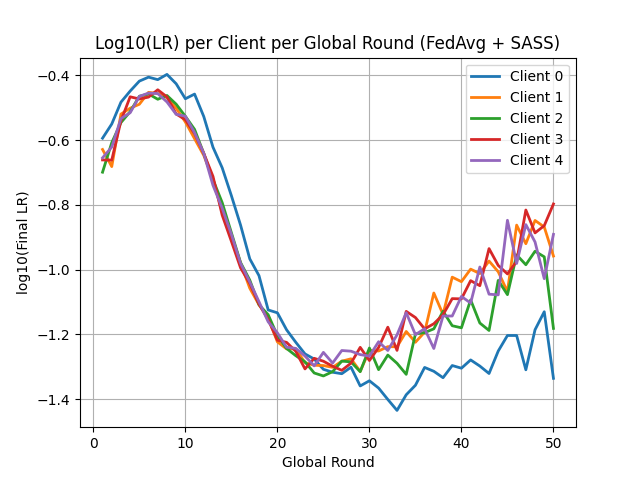 Log10(LR) per Client per Global Round (FedAvg + SASS)
Client 0
Client 1
Client 2
Client 3
Client 4
log10(Final LR)
−0.4
−0.6
−0.8
−1.0
−1.2
−1.4
0 10 20 30 40 50
Global Round